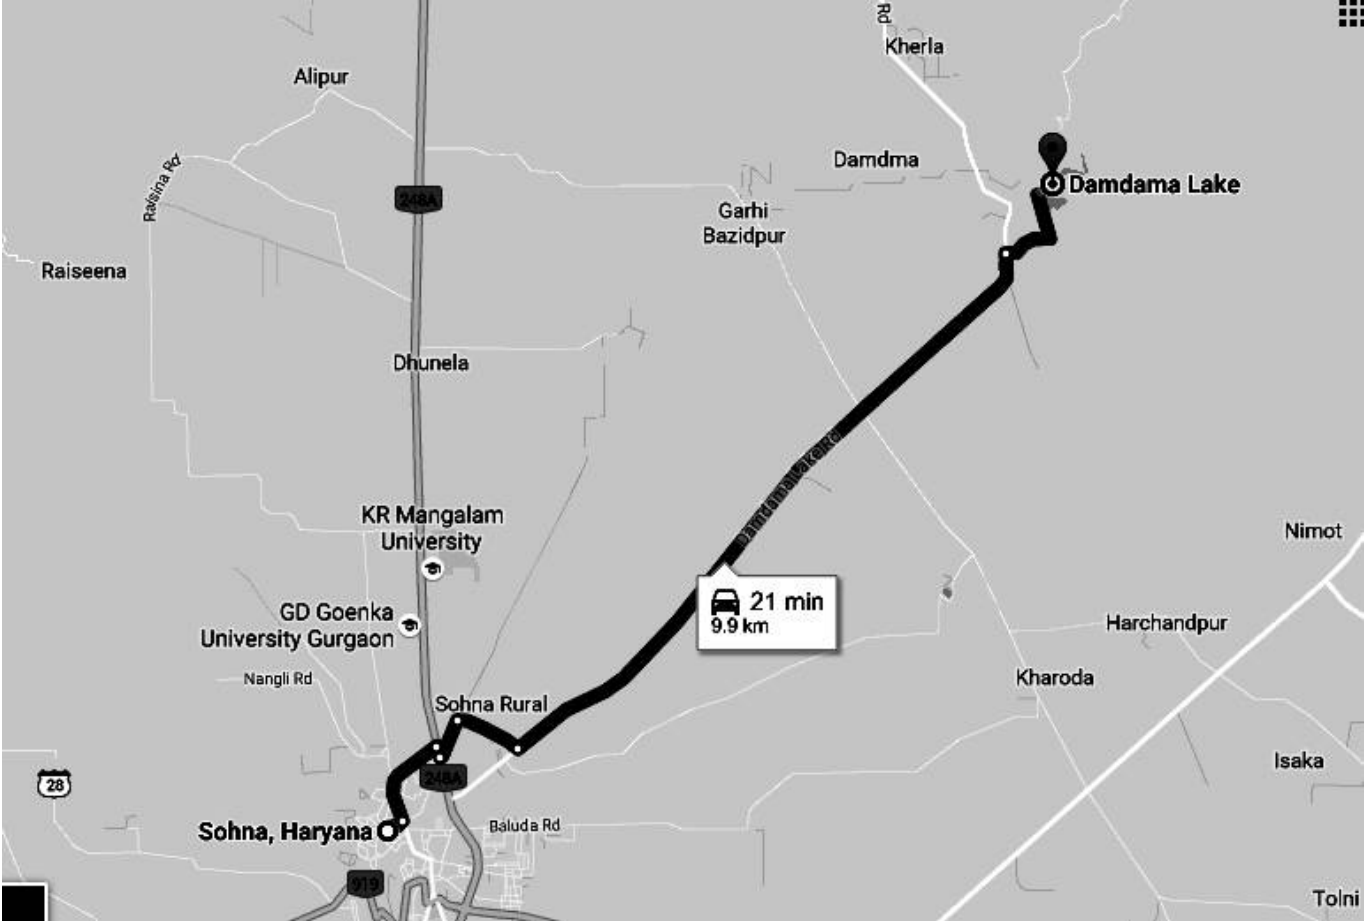 Rd
Kherla
Alipur
Damdma
Raisina Rd
Damdama Lake
248A
Garhi
Bazidpur
Raiseena
Dhunela
Damdama Lake Rd
KR Mangalam
University
Nimot
21 min
9.9 km
GD Goenka
University Gurgaon
Harchandpur
Nangli Rd
Kharoda
Sohna Rural
Isaka
248A
28
Baluda Rd
Sohna, Haryana
919
Tolni